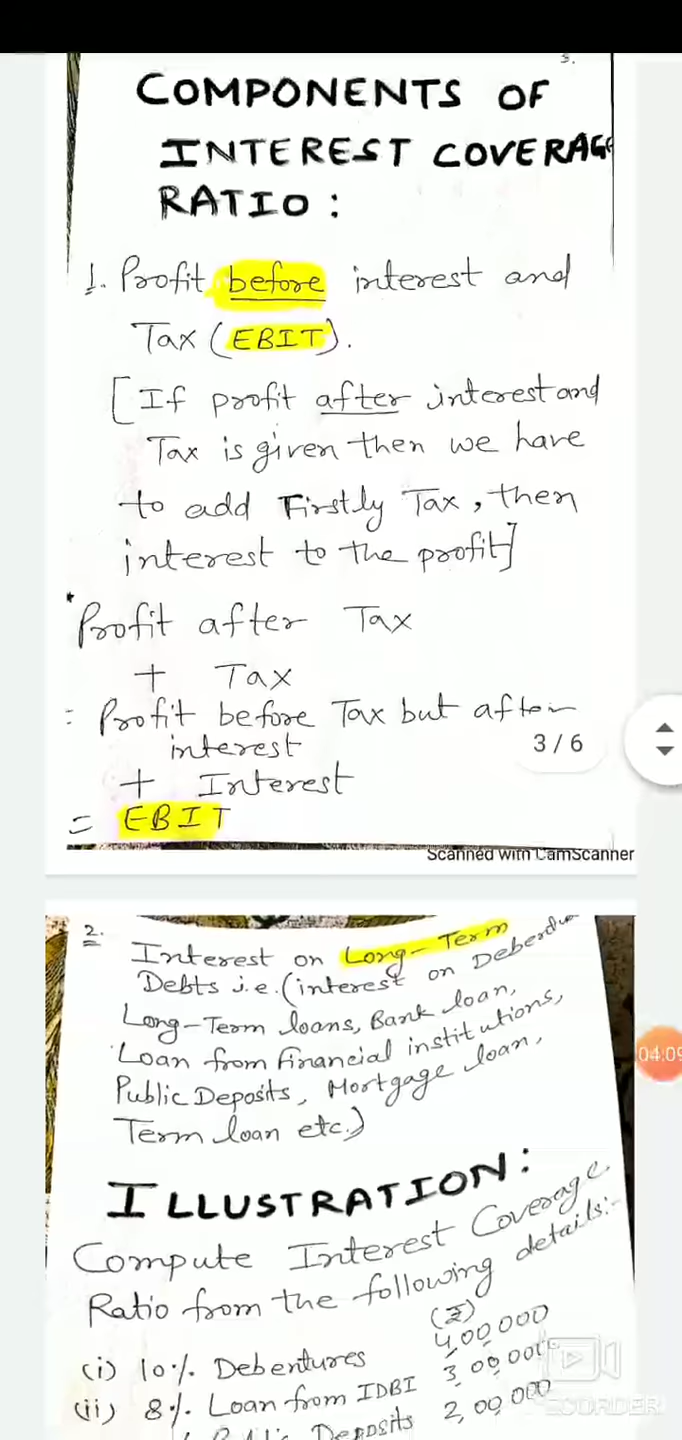 3.
COMPONENTS OF
INTEREST COVERAGE
RATIO :
1. Profit before interest and
Tax (EBIT).
[If profit after interest and
Tax is given then we have
to add Firstly Tax, then
interest to the profit]
*Profit after Tax
+ Tax
= Profit before Tax but after
interest
3 / 6
+ Interest
= EBIT
Scanned with CamScanner
2.
Interest on Long-Term
Debts i.e. (interest on
Long-Term loans, Bank loan,
Loan from financial institutions,
Public Deposits, Mortgage loan,
Term loan etc.)
04:09
ILLUSTRATION:
Compute Interest Coverage
Ratio from the following details:-
(₹)
(i) 10% Debentures 4,00,000
(ii) 8% Loan from IDBI 3,00,000
Deposits 2,00,000
RECORDER